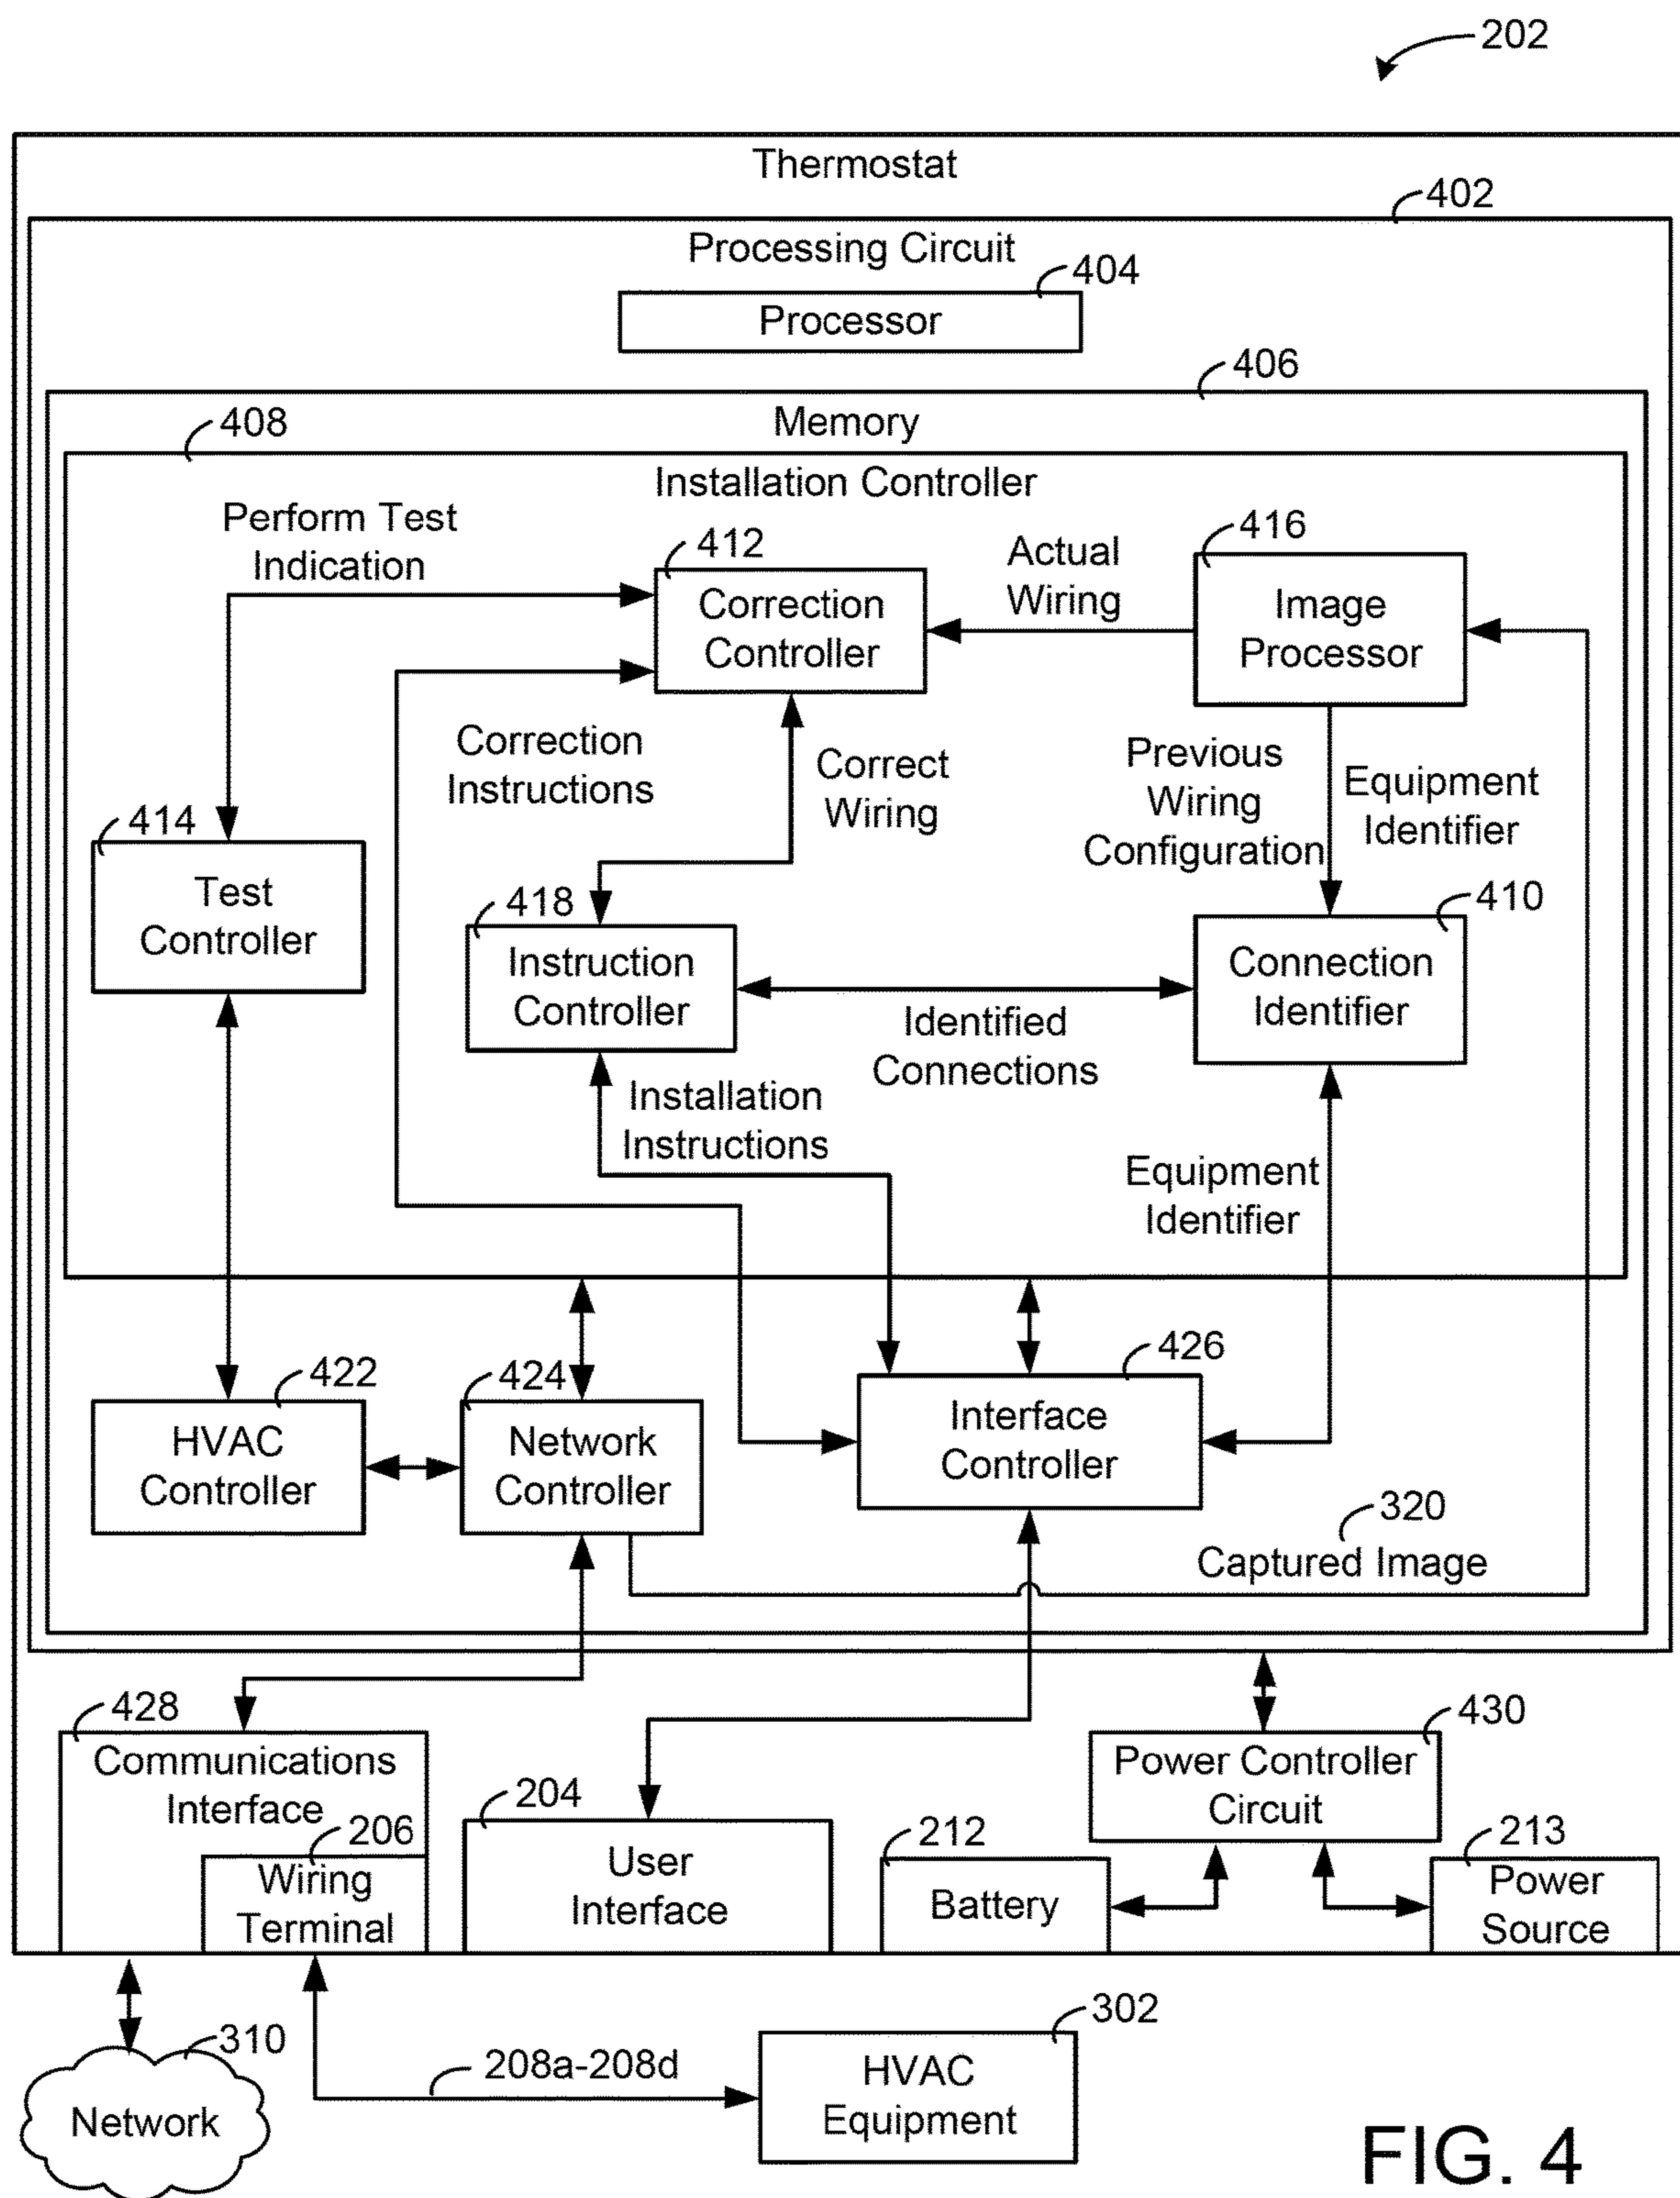 202
Thermostat
402
Processing Circuit
404
Processor
406
Memory
408
Installation Controller
Perform Test
Indication
412
Correction
Controller
Actual
Wiring
416
Image
Processor
Correction
Instructions
Correct
Wiring
Previous
Wiring
Configuration
Equipment
Identifier
414
Test
Controller
418
Instruction
Controller
Identified
Connections
410
Connection
Identifier
Installation
Instructions
Equipment
Identifier
422
HVAC
Controller
424
Network
Controller
426
Interface
Controller
320
Captured Image
428
Communications
Interface
206
Wiring
Terminal
204
User
Interface
430
Power Controller
Circuit
212
Battery
213
Power
Source
310
Network
208a-208d
302
HVAC
Equipment
FIG. 4